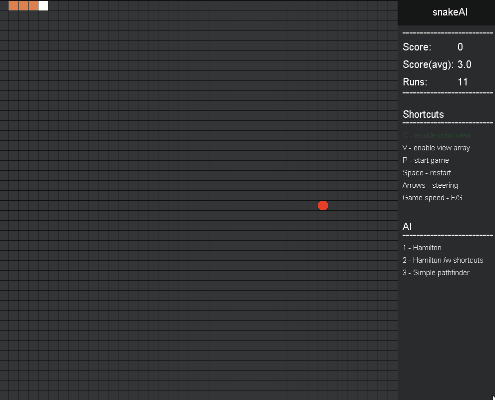 snakeAI
Score: 0
Score(avg): 3.0
Runs: 11
Shortcuts
V - enable view array
P - start game
Space - restart
Arrows - steering
Game speed - F/S
AI
1 - Hamilton
2 - Hamilton /w shortcuts
3 - Simple pathfinder